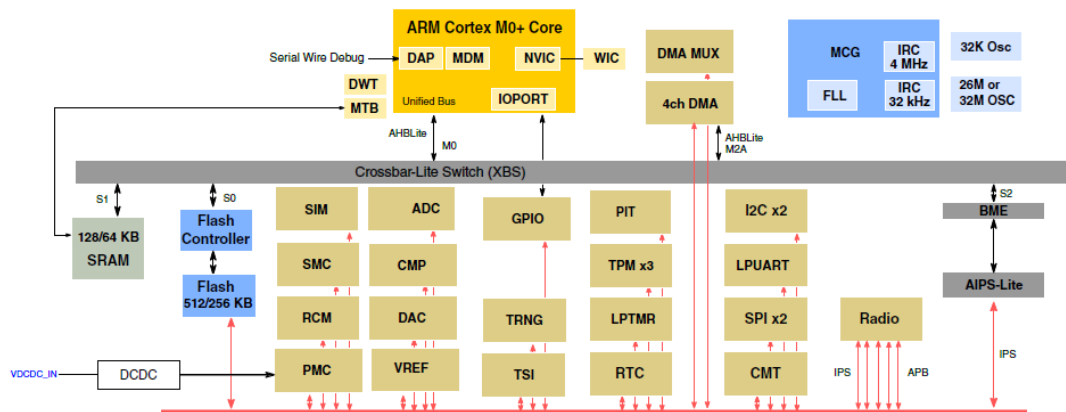 ARM Cortex M0+ Core
Serial Wire Debug
DAP
MDM
NVIC
WIC
DWT
MTB
Unified Bus
IOPORT
DMA MUX
4ch DMA
MCG
IRC
4 MHz
FLL
IRC
32 kHz
32K Osc
26M or
32M OSC
AHBLite
M0
AHBLite
M2A
Crossbar-Lite Switch (XBS)
S1
S0
S2
128/64 KB
SRAM
Flash
Controller
Flash
512/256 KB
SIM
ADC
GPIO
PIT
I2C x2
BME
SMC
CMP
TPM x3
LPUART
AIPS-Lite
RCM
DAC
TRNG
LPTMR
SPI x2
Radio
VDCDC_IN
DCDC
PMC
VREF
TSI
RTC
CMT
IPS
APB
IPS